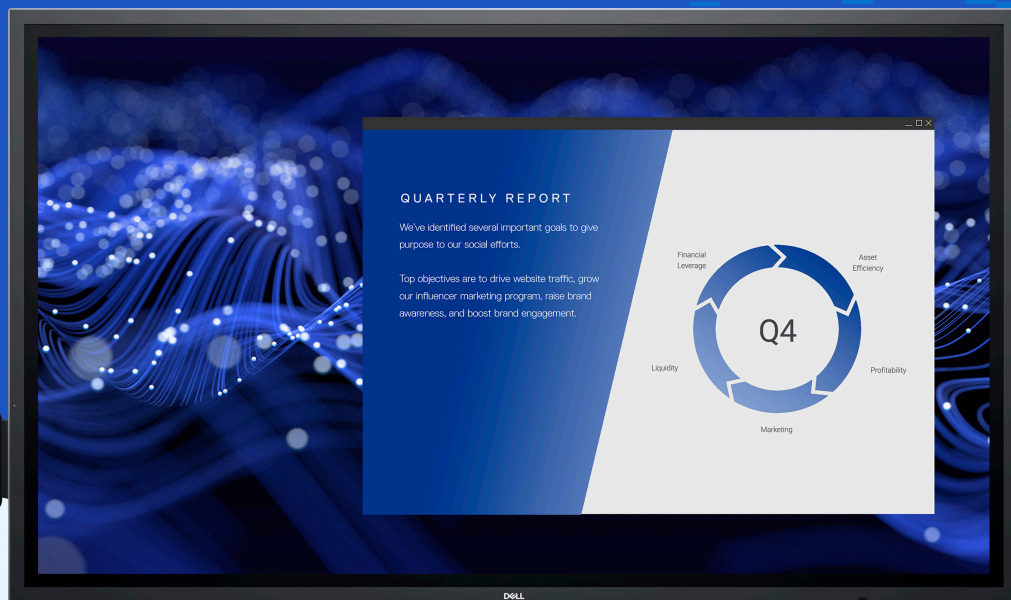 QUARTERLY REPORT
We've identified several important goals to give
purpose to our social efforts.
Top objectives are to drive website traffic, grow
our influencer marketing program, raise brand
awareness, and boost brand engagement.
Financial
Leverage
Asset
Efficiency
Q4
Liquidity
Profitability
Marketing
DELL